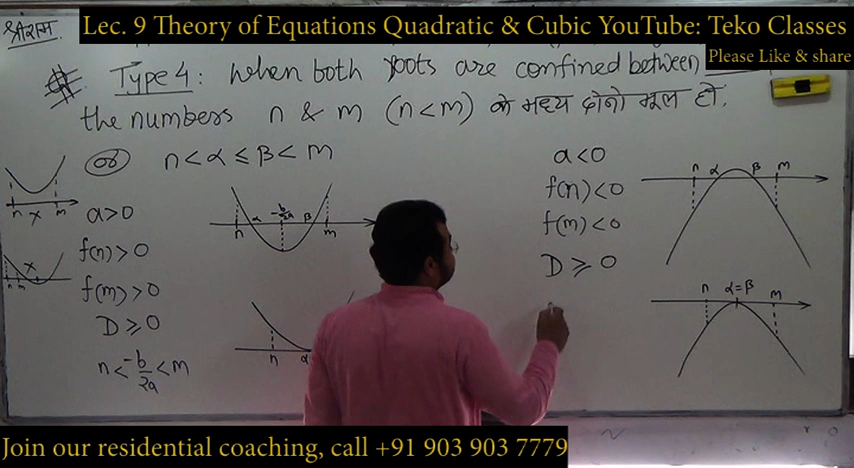 Lec. 9 Theory of Equations Quadratic & Cubic YouTube: Teko Classes
Please Like & share
श्रीराम
Type 4: When both roots are confined between
the numbers n & m (n<m) के मध्य दोनो मूल हो.
or n<α≤β<m
a>0
f(n)>0
f(m)>0
D≥0
n<-b/2a<m
n x m
n m x
α -b/2a β
n m
n α
a<0
f(n)<0
f(m)<0
D≥0
n α β m
n α=β m
Join our residential coaching, call +91 903 903 7779